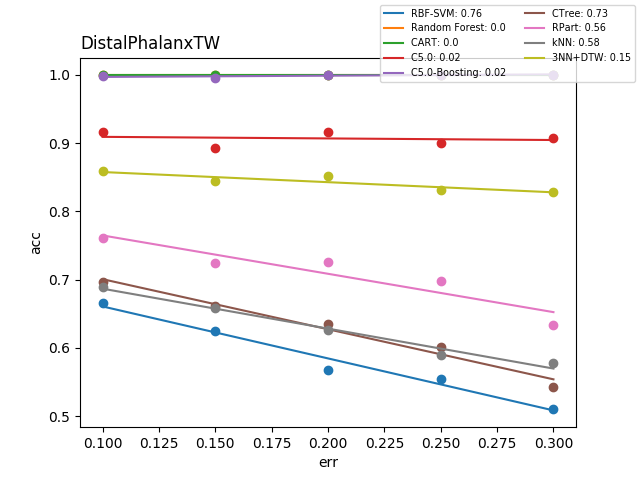 DistalPhalanxTW
RBF-SVM: 0.76
Random Forest: 0.0
CART: 0.0
C5.0: 0.02
C5.0-Boosting: 0.02
CTree: 0.73
RPart: 0.56
kNN: 0.58
3NN+DTW: 0.15
1.0
0.9
0.8
0.7
0.6
0.5
acc
0.100 0.125 0.150 0.175 0.200 0.225 0.250 0.275 0.300
err